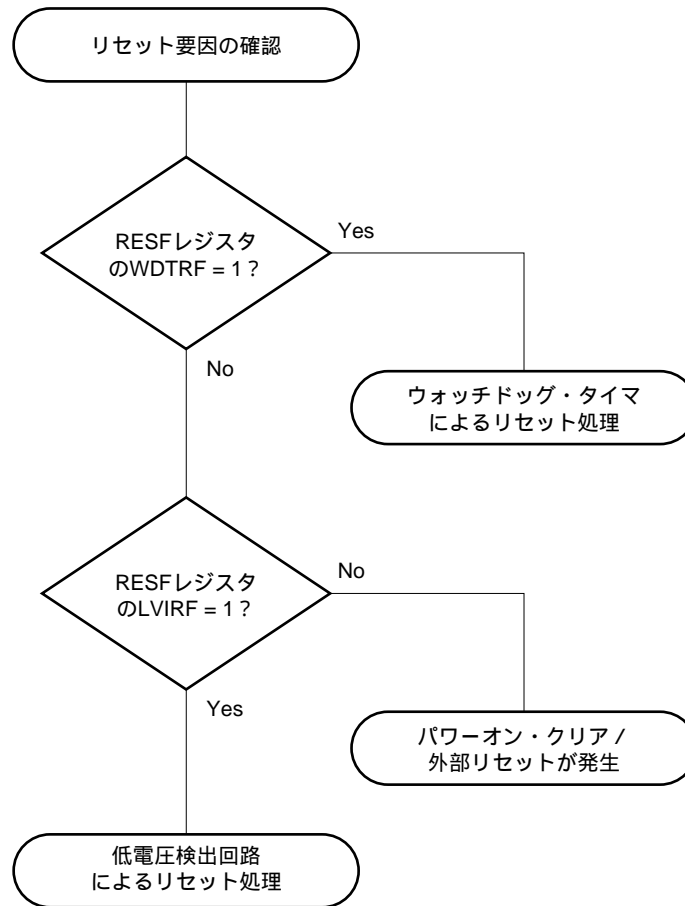 リセット要因の確認
RESFレジスタ
のWDTRF = 1？
Yes
No
ウォッチドッグ・タイマ
によるリセット処理
RESFレジスタ
のLVIRF = 1？
No
Yes
パワーオン・クリア /
外部リセットが発生
低電圧検出回路
によるリセット処理